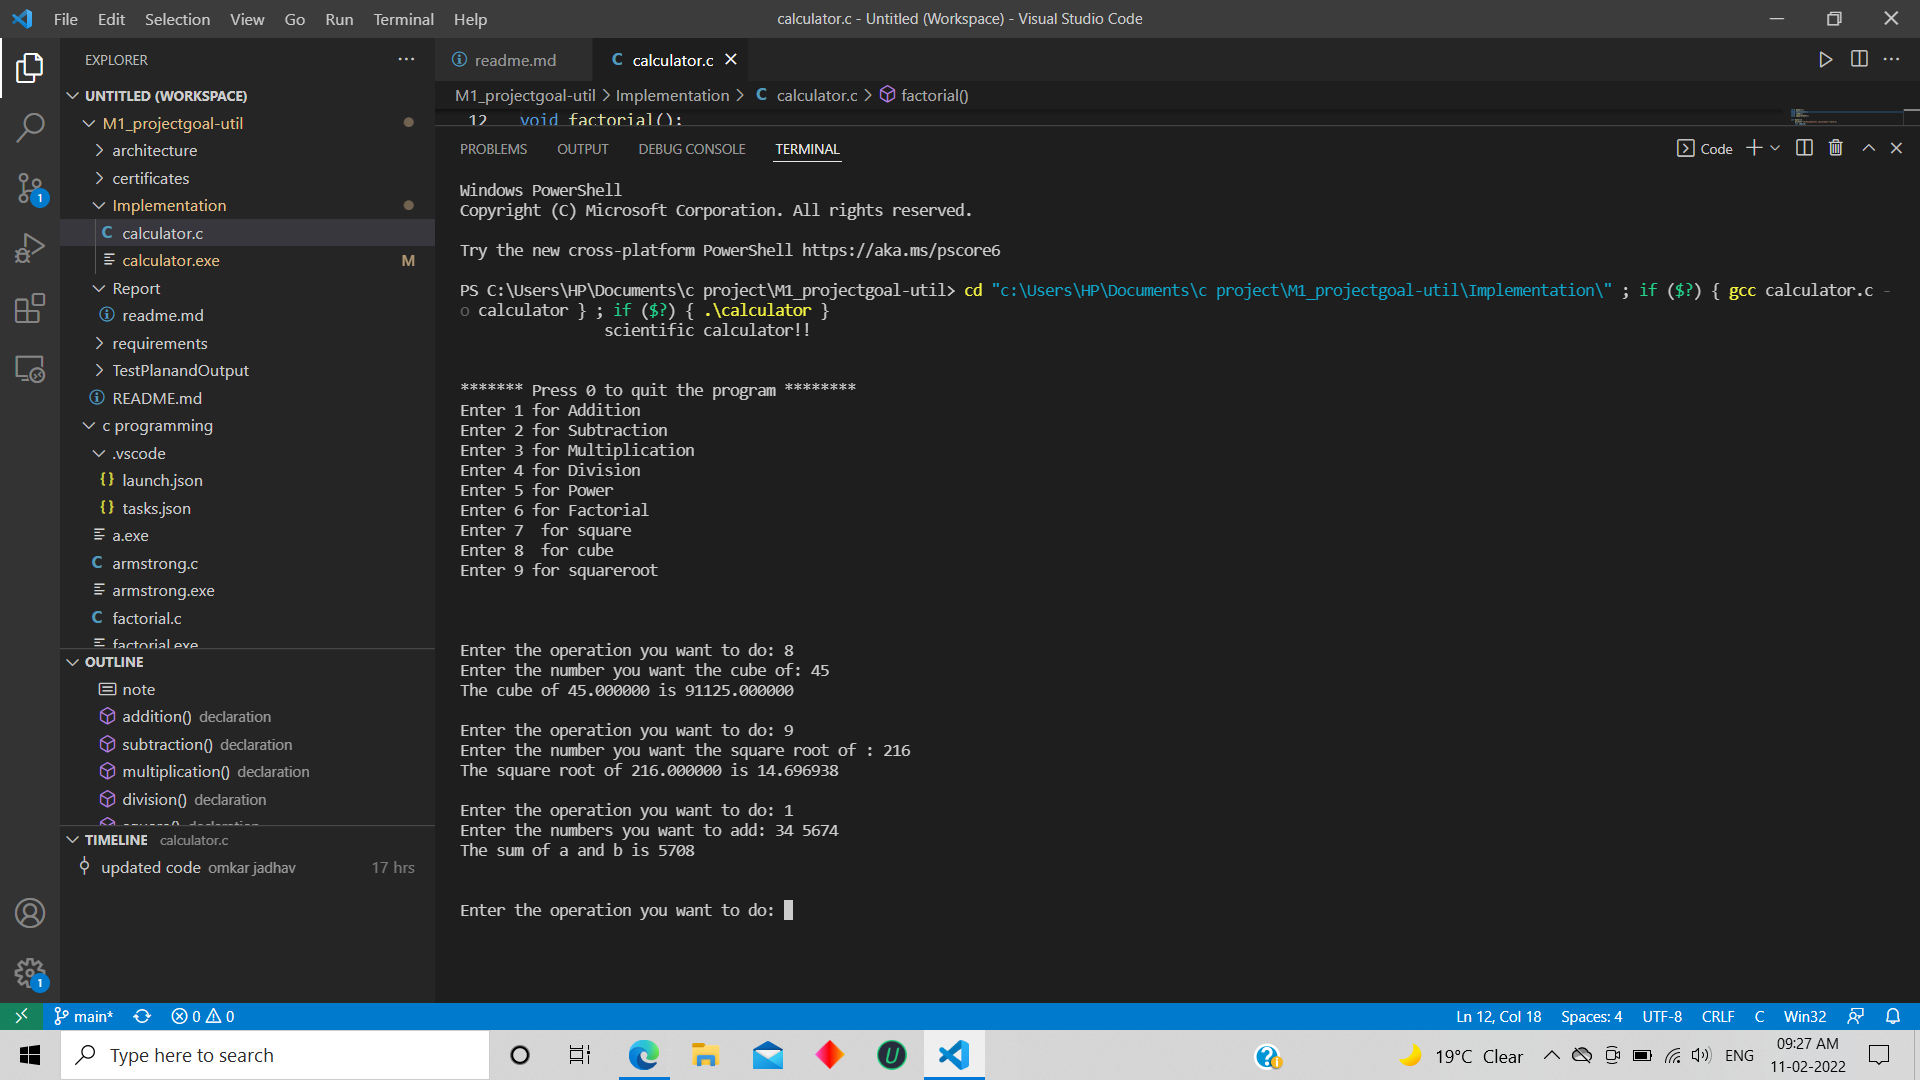 File Edit Selection View Go Run Terminal Help
calculator.c - Untitled (Workspace) - Visual Studio Code
EXPLORER
UNTITLED (WORKSPACE)
M1_projectgoal-util
architecture
certificates
Implementation
C calculator.c
calculator.exe M
Report
readme.md
requirements
TestPlanandOutput
README.md
c programming
.vscode
{} launch.json
{} tasks.json
a.exe
C armstrong.c
armstrong.exe
C factorial.c
factorial.exe
OUTLINE
note
addition() declaration
subtraction() declaration
multiplication() declaration
division() declaration
square() declaration
TIMELINE calculator.c
updated code omkar jadhav 17 hrs
1
1
readme.md
C calculator.c
M1_projectgoal-util > Implementation > C calculator.c > factorial()
12 void factorial();
PROBLEMS OUTPUT DEBUG CONSOLE TERMINAL
Code
Windows PowerShell
Copyright (C) Microsoft Corporation. All rights reserved.
Try the new cross-platform PowerShell https://aka.ms/pscore6
PS C:\Users\HP\Documents\c project\M1_projectgoal-util> cd "c:\Users\HP\Documents\c project\M1_projectgoal-util\Implementation\" ; if ($?) { gcc calculator.c -
o calculator } ; if ($?) { .\calculator }
scientific calculator!!
******* Press 0 to quit the program ********
Enter 1 for Addition
Enter 2 for Subtraction
Enter 3 for Multiplication
Enter 4 for Division
Enter 5 for Power
Enter 6 for Factorial
Enter 7  for square
Enter 8  for cube
Enter 9 for squareroot
Enter the operation you want to do: 8
Enter the number you want the cube of: 45
The cube of 45.000000 is 91125.000000
Enter the operation you want to do: 9
Enter the number you want the square root of : 216
The square root of 216.000000 is 14.696938
Enter the operation you want to do: 1
Enter the numbers you want to add: 34 5674
The sum of a and b is 5708
Enter the operation you want to do:
main* 0 0
Ln 12, Col 18 Spaces: 4 UTF-8 CRLF C Win32
Type here to search
19°C Clear
ENG
09:27 AM
11-02-2022